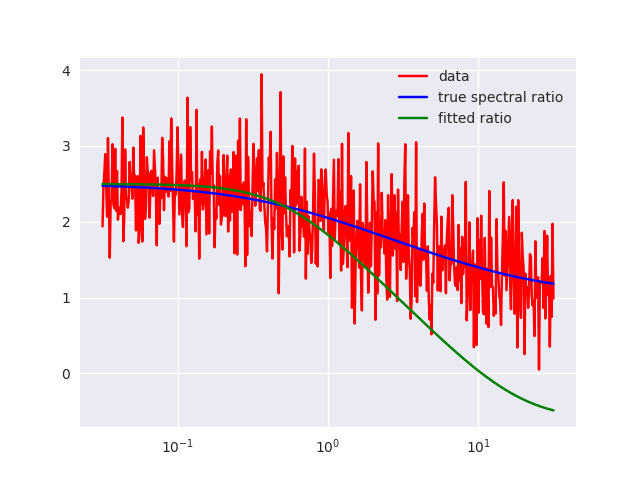 4
data
true spectral ratio
fitted ratio
3
2
1
0
10⁻¹
10⁰
10¹